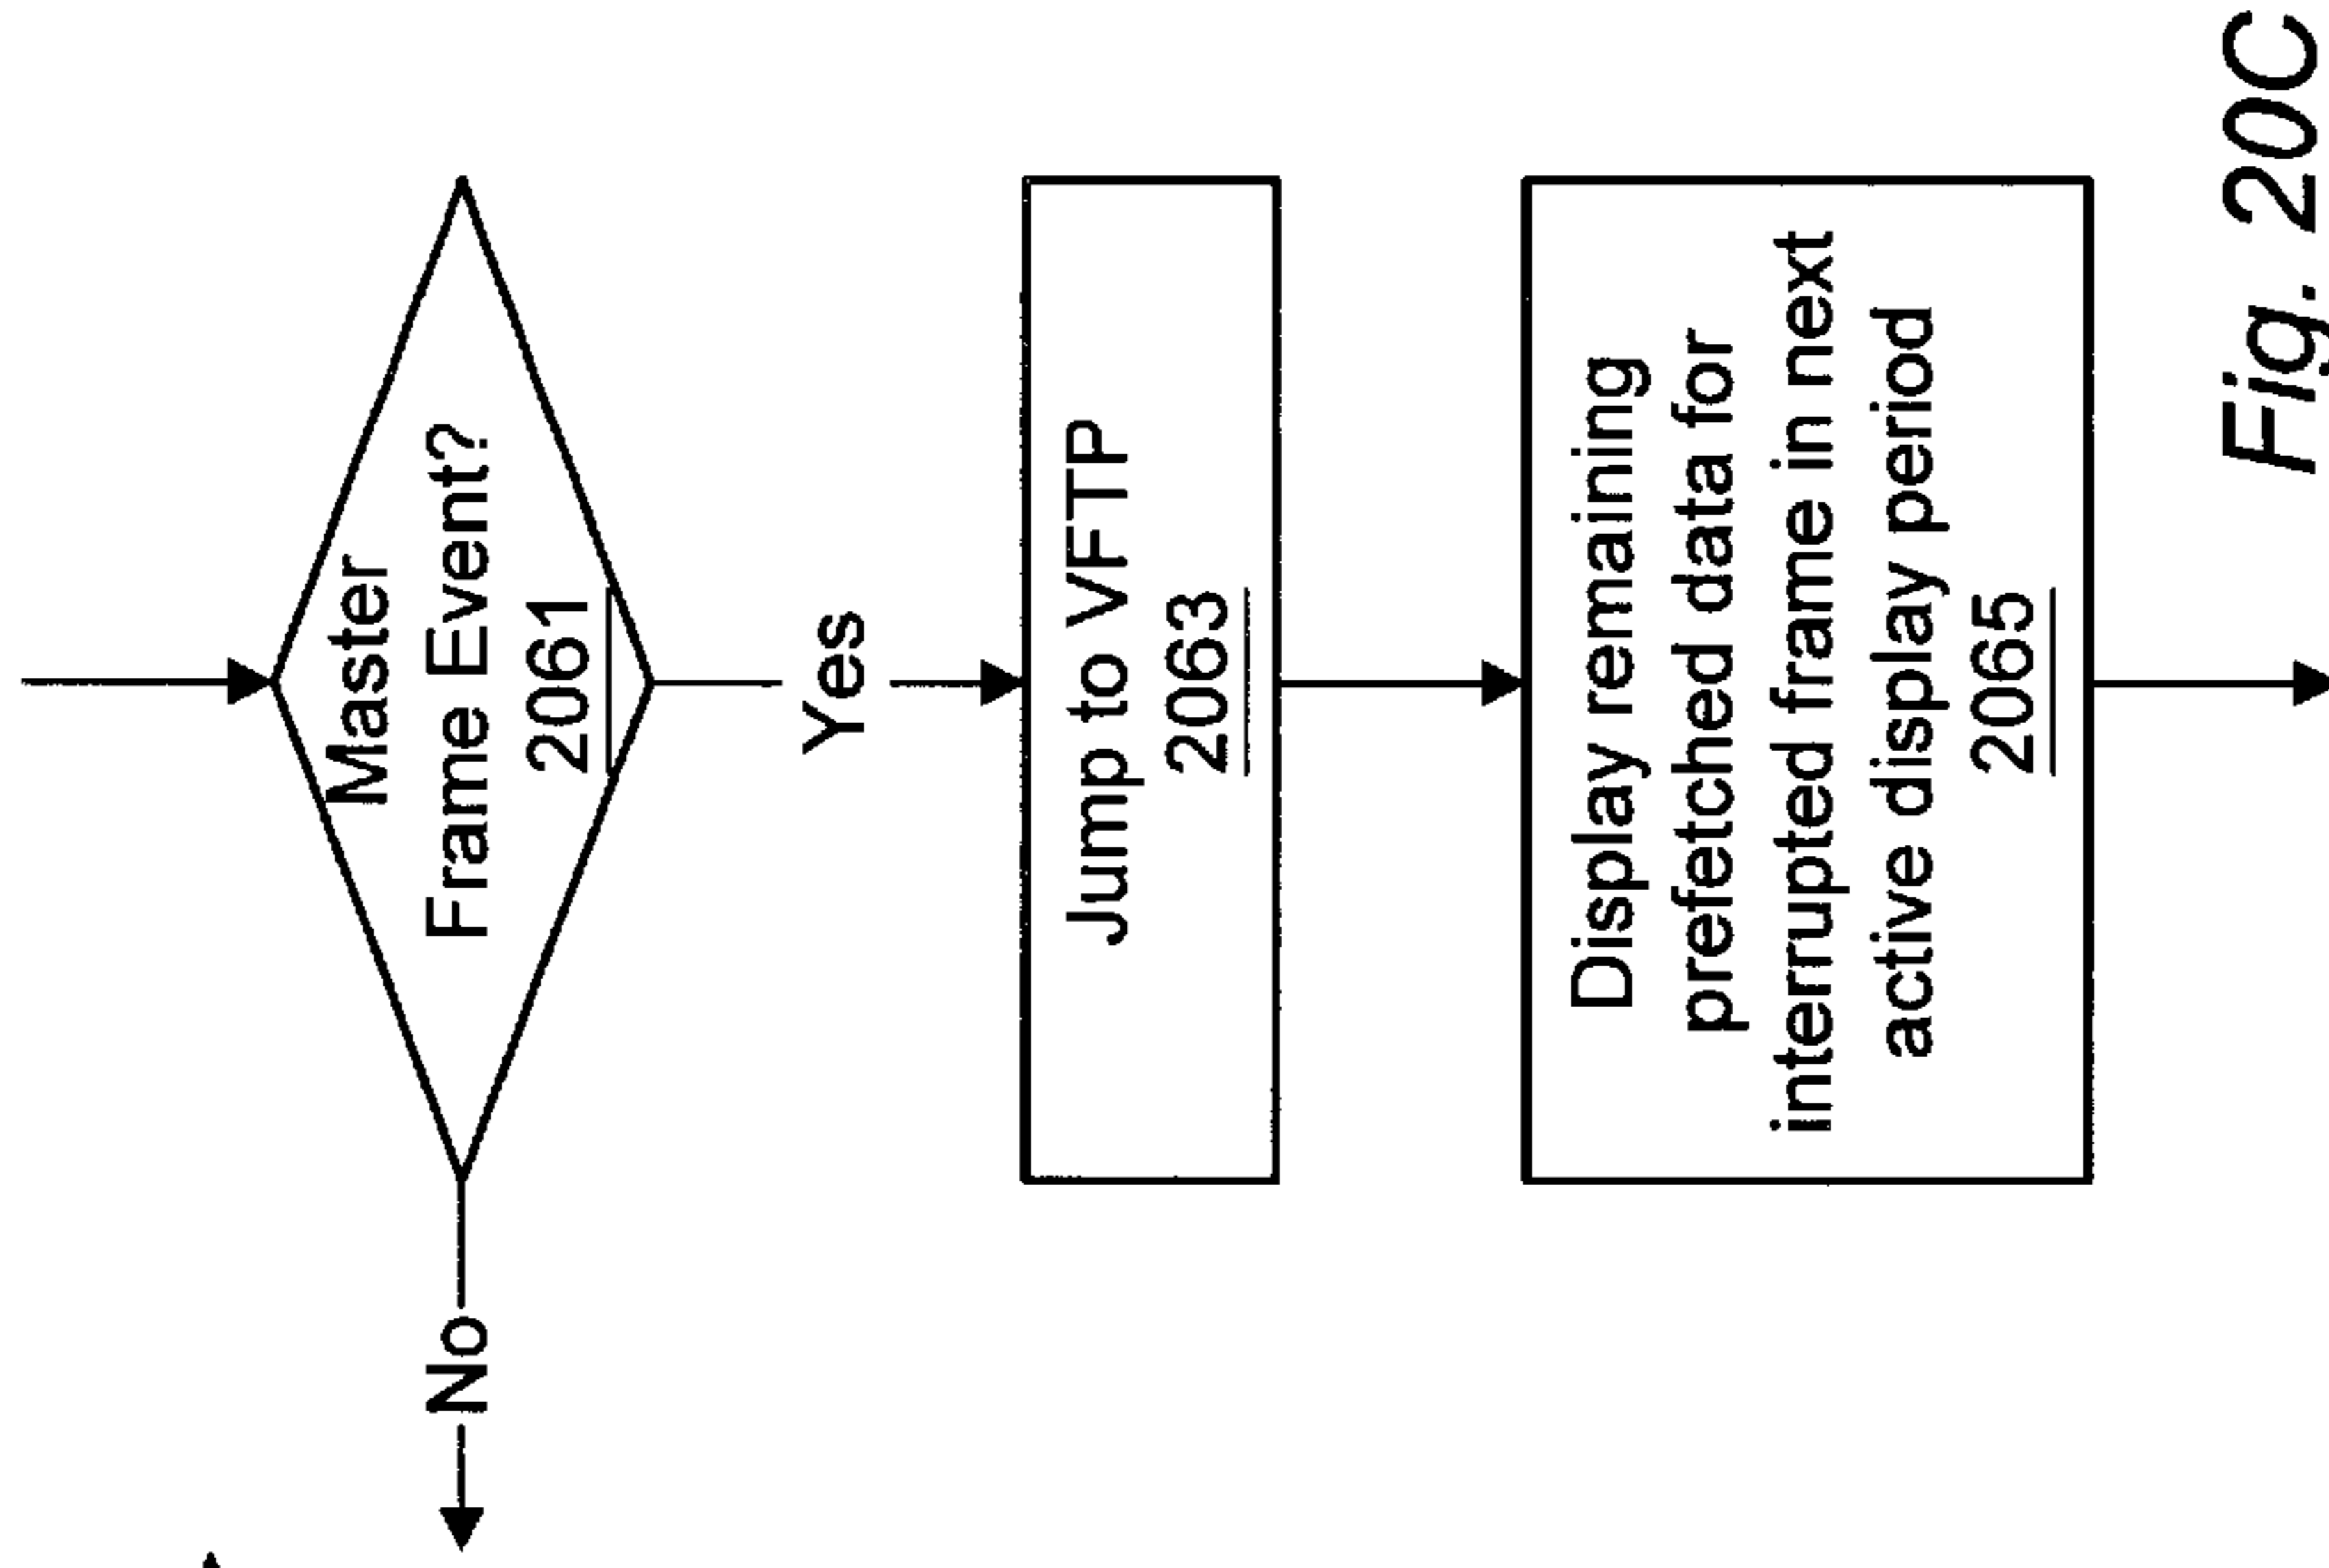 Master
Frame Event?
2061
No
Yes
Jump to VFTP
2063
Display remaining
prefetched data for
interrupted frame in next
active display period
2065
Fig. 20C